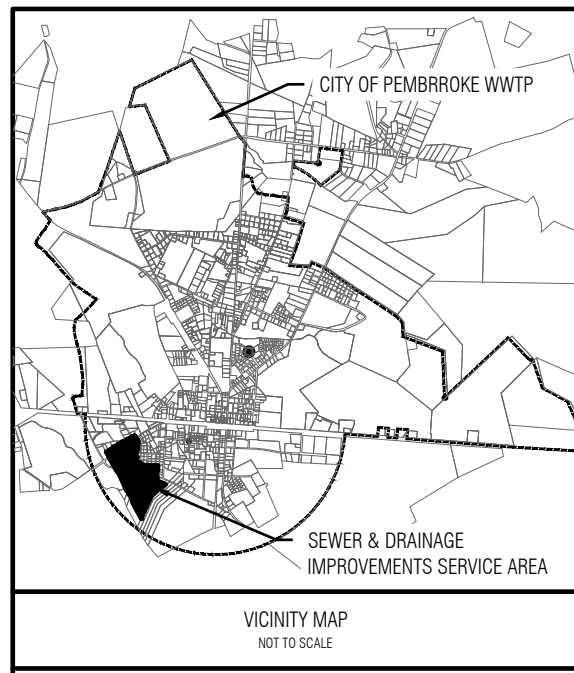 CITY OF PEMBRROKE WWTP
SEWER & DRAINAGE
IMPROVEMENTS SERVICE AREA
VICINITY MAP
NOT TO SCALE